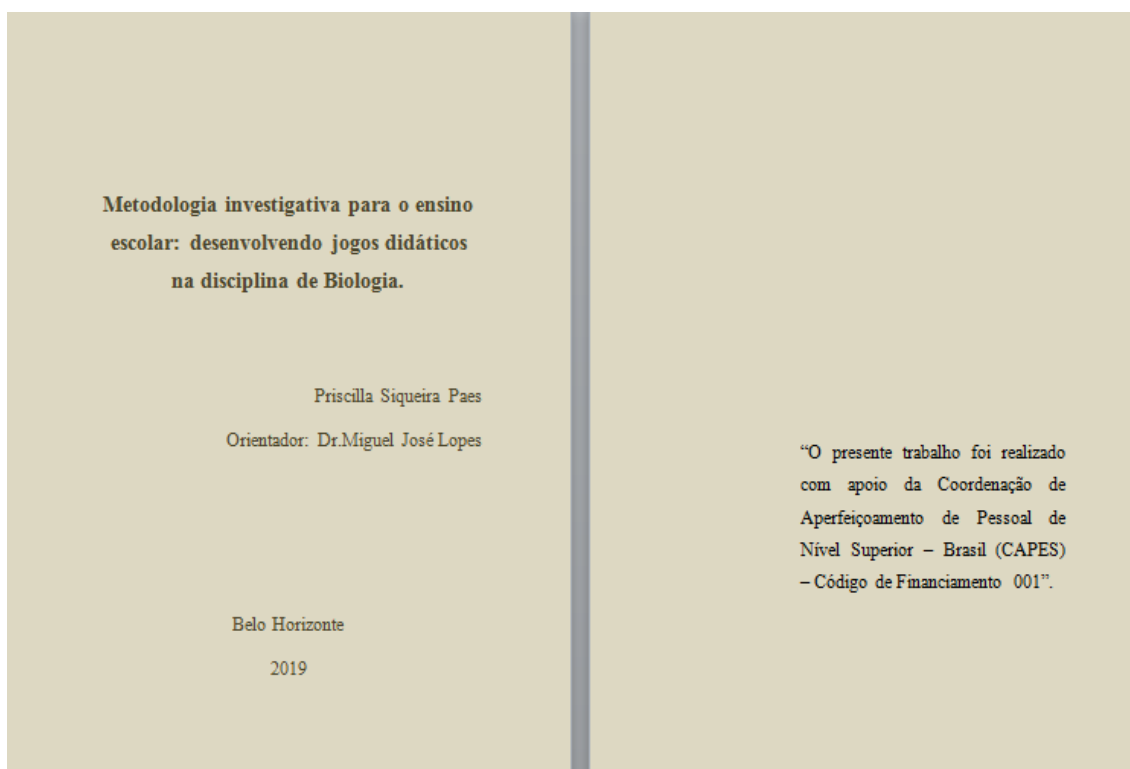 Metodologia investigativa para o ensino
escolar: desenvolvendo jogos didáticos
na disciplina de Biologia.
Priscilla Siqueira Paes
Orientador: Dr.Miguel José Lopes
Belo Horizonte
2019
“O presente trabalho foi realizado
com apoio da Coordenação de
Aperfeiçoamento de Pessoal de
Nível Superior – Brasil (CAPES)
– Código de Financiamento 001”.